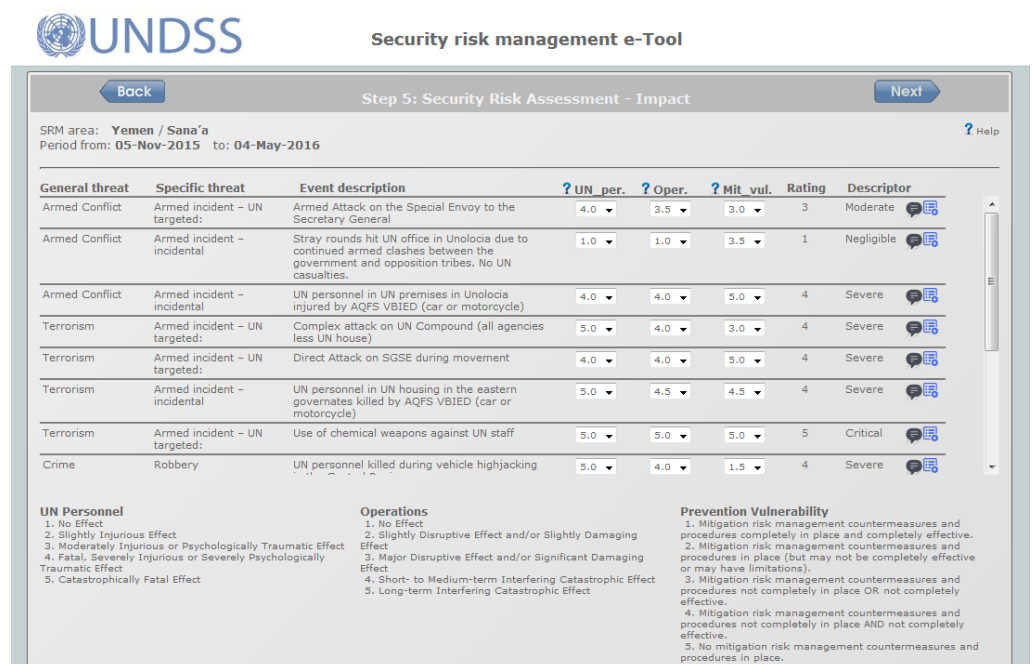 UNDSS
Security risk management e-Tool
Back
Step 5: Security Risk Assessment - Impact
Next
SRM area: Yemen / Sana'a
? Help
Period from: 05-Nov-2015 to: 04-May-2016
General threat Specific threat Event description ? UN_per. ? Oper. ? Mit_vul. Rating Descriptor
Armed Conflict Armed incident – UN Armed Attack on the Special Envoy to the 4.0 3.5 3.0 3 Moderate
targeted: Secretary General
Armed Conflict Armed incident – Stray rounds hit UN office in Unolocia due to 1.0 1.0 3.5 1 Negligible
incidental continued armed clashes between the
government and opposition tribes. No UN
casualties.
Armed Conflict Armed incident – UN personnel in UN premises in Unolocia 4.0 4.0 5.0 4 Severe
incidental injured by AQFS VBIED (car or motorcycle)
Terrorism Armed incident – UN Complex attack on UN Compound (all agencies 5.0 4.0 3.0 4 Severe
targeted: less UN house)
Terrorism Armed incident – UN Direct Attack on SGSE during movement 4.0 4.0 5.0 4 Severe
targeted:
Terrorism Armed incident – UN personnel in UN housing in the eastern 5.0 4.5 4.5 4 Severe
incidental governates killed by AQFS VBIED (car or
motorcycle)
Terrorism Armed incident – UN Use of chemical weapons against UN staff 5.0 5.0 5.0 5 Critical
targeted:
Crime Robbery UN personnel killed during vehicle highjacking 5.0 4.0 1.5 4 Severe
UN Personnel
1. No Effect
2. Slightly Injurious Effect
3. Moderately Injurious or Psychologically Traumatic Effect
4. Fatal, Severely Injurious or Severely Psychologically
Traumatic Effect
5. Catastrophically Fatal Effect
Operations
1. No Effect
2. Slightly Disruptive Effect and/or Slightly Damaging
Effect
3. Major Disruptive Effect and/or Significant Damaging
Effect
4. Short- to Medium-term Interfering Catastrophic Effect
5. Long-term Interfering Catastrophic Effect
Prevention Vulnerability
1. Mitigation risk management countermeasures and
procedures completely in place and completely effective.
2. Mitigation risk management countermeasures and
procedures in place (but may not be completely effective
or may have limitations).
3. Mitigation risk management countermeasures and
procedures not completely in place OR not completely
effective.
4. Mitigation risk management countermeasures and
procedures not completely in place AND not completely
effective.
5. No mitigation risk management countermeasures and
procedures in place.